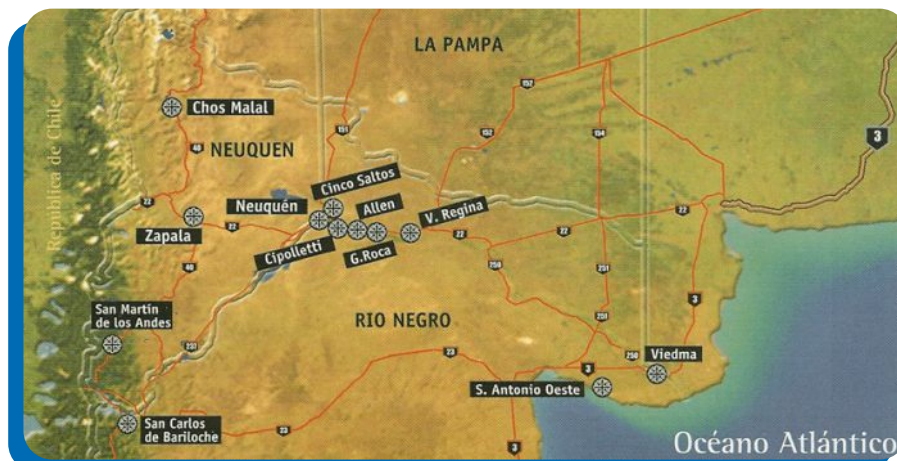 LA PAMPA
República de Chile
Chos Malal
NEUQUEN
Cinco Saltos
Neuquén
Allen
V. Regina
Zapala
Cipolletti
G.Roca
San Martín
de los Andes
RIO NEGRO
Viedma
S. Antonio Oeste
San Carlos
de Bariloche
Océano Atlántico
152
151
152
154
3
40
22
22
22
22
22
250
40
251
3
251
237
23
3
250
23
3